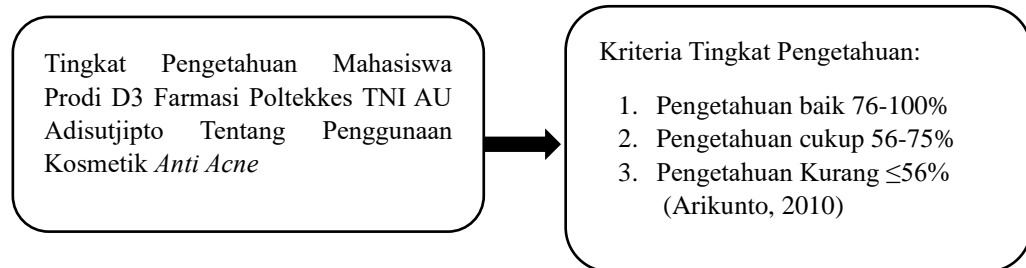 Tingkat Pengetahuan Mahasiswa
Prodi D3 Farmasi Poltekkes TNI AU
Adisutjipto Tentang Penggunaan
Kosmetik Anti Acne
Kriteria Tingkat Pengetahuan:
1. Pengetahuan baik 76-100%
2. Pengetahuan cukup 56-75%
3. Pengetahuan Kurang ≤56%
(Arikunto, 2010)